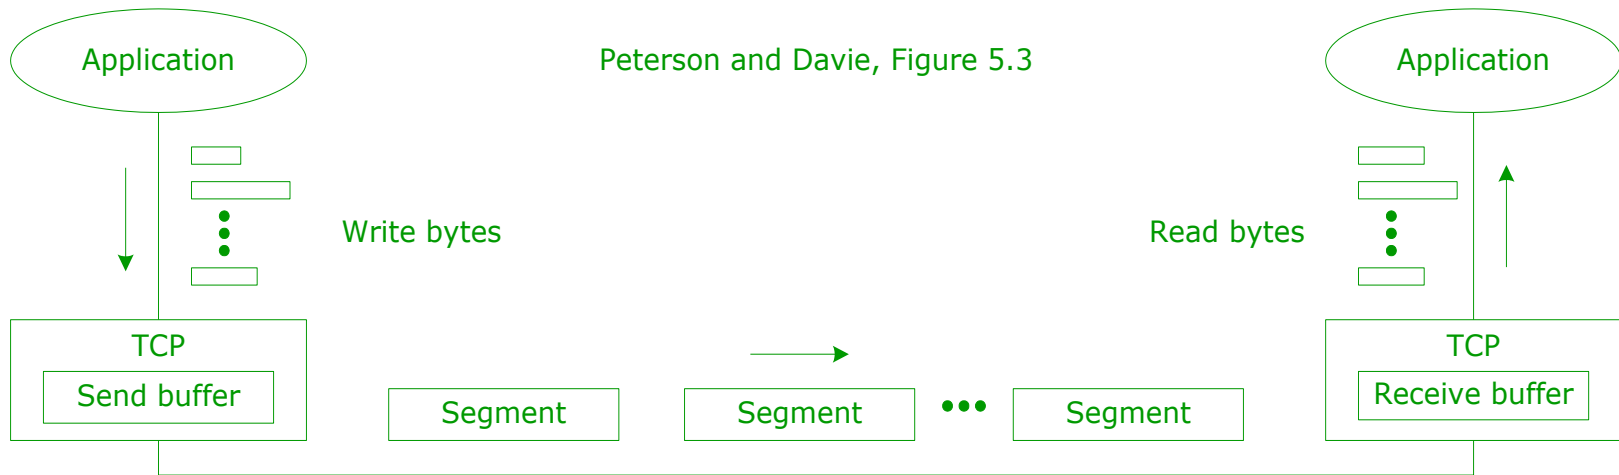 Application
Peterson and Davie, Figure 5.3
Application
Write bytes
Read bytes
TCP
TCP
Send buffer
Segment
Segment
Segment
Receive buffer